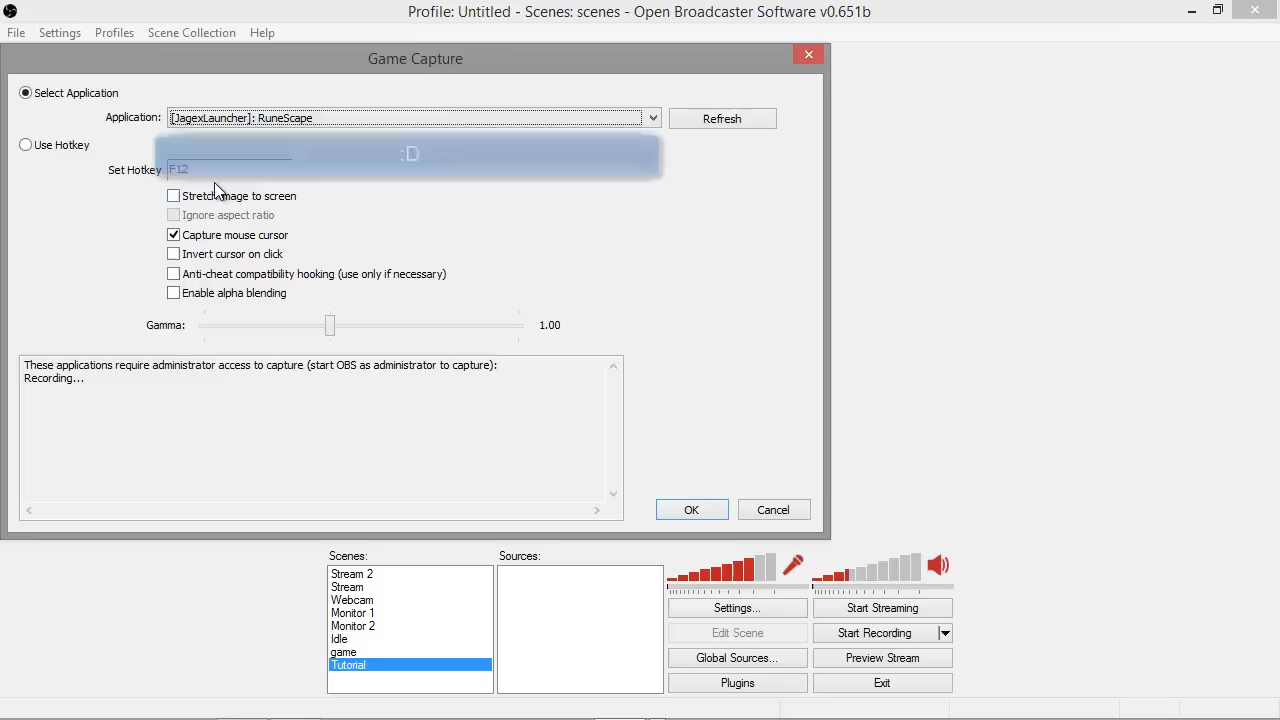 Profile: Untitled - Scenes: scenes - Open Broadcaster Software v0.651b
File Settings Profiles Scene Collection Help
Game Capture
Select Application
Application: [JagexLauncher]: RuneScape Refresh
Use Hotkey
:D
Set Hotkey F12
Stretch image to screen
Ignore aspect ratio
Capture mouse cursor
Invert cursor on click
Anti-cheat compatibility hooking (use only if necessary)
Enable alpha blending
Gamma: 1.00
These applications require administrator access to capture (start OBS as administrator to capture):
Recording...
OK Cancel
Scenes: Sources:
Stream 2
Stream
Webcam
Monitor 1
Monitor 2
Idle
game
Tutorial
Settings... Start Streaming
Edit Scene Start Recording
Global Sources... Preview Stream
Plugins Exit